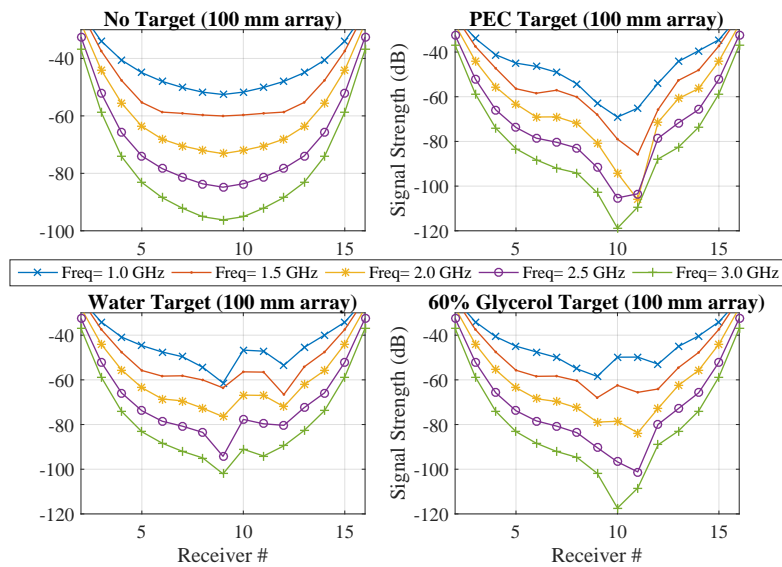 No Target (100 mm array)
PEC Target (100 mm array)
-40
-60
-80
-100
5
10
15
Signal Strength (dB)
-40
-60
-80
-100
-120
5
10
15
Freq= 1.0 GHz
Freq= 1.5 GHz
Freq= 2.0 GHz
Freq= 2.5 GHz
Freq= 3.0 GHz
Water Target (100 mm array)
60% Glycerol Target (100 mm array)
-40
-60
-80
-100
-120
5
10
15
Receiver #
Signal Strength (dB)
-40
-60
-80
-100
-120
5
10
15
Receiver #